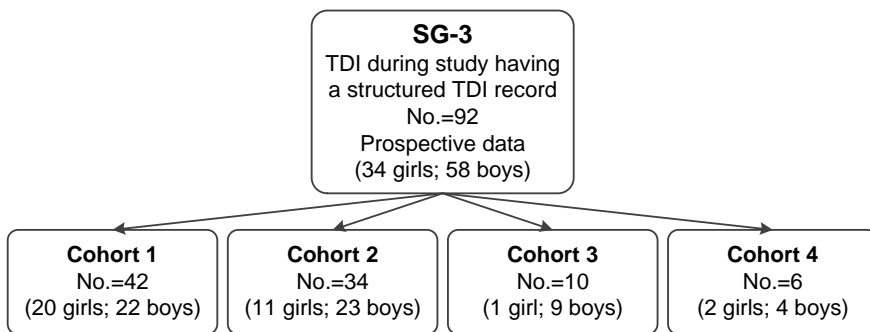 SG-3
TDI during study having
a structured TDI record
No.=92
Prospective data
(34 girls; 58 boys)
Cohort 1
No.=42
(20 girls; 22 boys)
Cohort 2
No.=34
(11 girls; 23 boys)
Cohort 3
No.=10
(1 girl; 9 boys)
Cohort 4
No.=6
(2 girls; 4 boys)